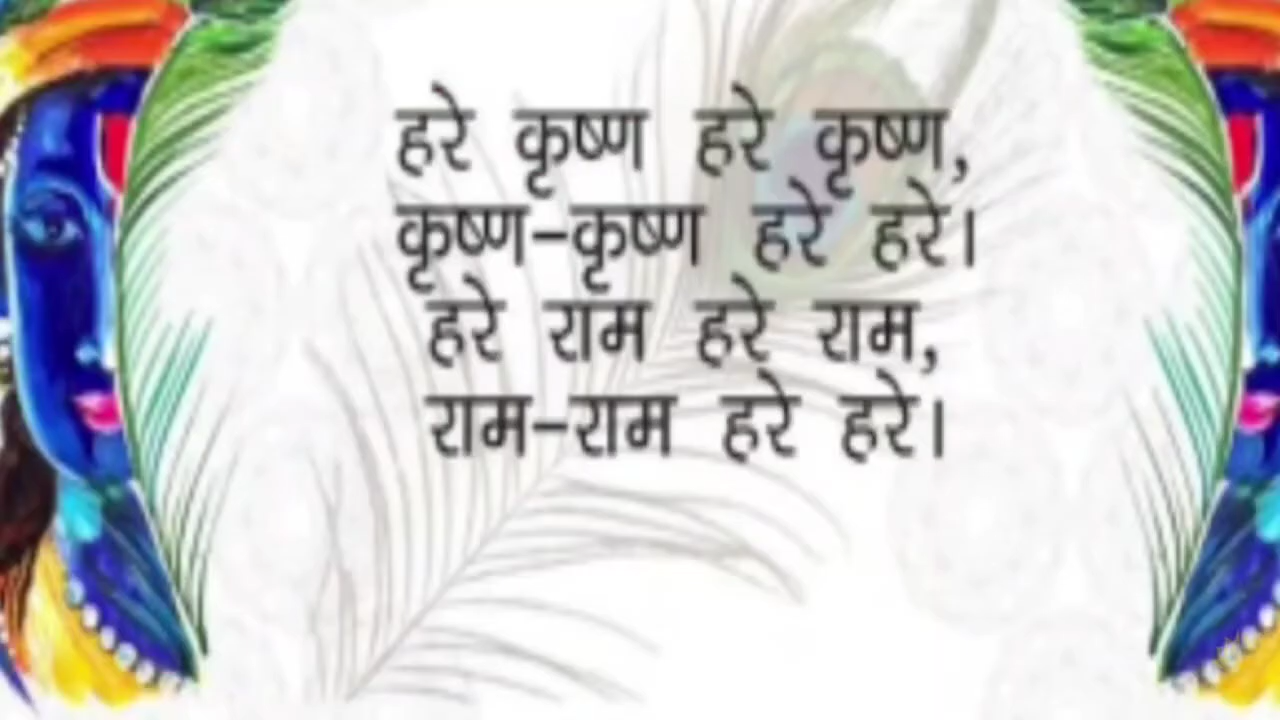 हरे कृष्ण हरे कृष्ण,
कृष्ण-कृष्ण हरे हरे।
हरे राम हरे राम,
राम-राम हरे हरे।